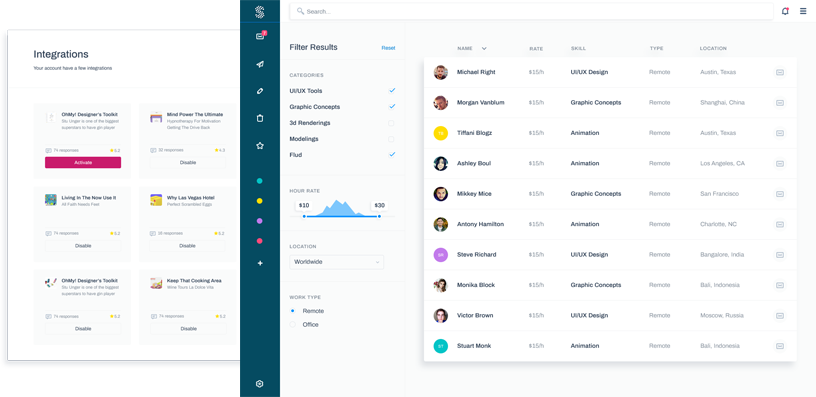 Integrations
Your account have a few integrations
OhMy! Designer's Toolkit
Stu Unger is one of the biggest
superstars to have gin player
74 responses 5.2
Activate
Mind Power The Ultimate
Hypnotherapy For Motivation
Getting The Drive Back
30 responses 4.3
Disable
Living In The Now Use It
All Faith Needs Feet
74 responses 5.2
Disable
Why Las Vegas Hotel
Perfect Scrambled Eggs
30 responses 5.2
Disable
OhMy! Designer's Toolkit
Stu Unger is one of the biggest
superstars to have gin player
74 responses 5.2
Disable
Keep That Cooking Area
Wine Tours La Dolce Vita
74 responses 5.2
Disable
Search...
Filter Results Reset
CATEGORIES
UI/UX Tools
Graphic Concepts
3d Renderings
Modelings
Flud
HOUR RATE
$10 $30
LOCATION
Worldwide
WORK TYPE
Remote
Office
NAME RATE SKILL TYPE LOCATION
Michael Right $15/h UI/UX Design Remote Austin, Texas
Morgan Vanblum $15/h Graphic Concepts Remote Shanghai, China
Tiffani Blogz $15/h Animation Remote Austin, Texas
Ashley Boul $15/h Animation Remote Los Angeles, CA
Mikkey Mice $15/h Graphic Concepts Remote San Francisco
Antony Hamilton $15/h Animation Remote Charlotte, NC
SR Steve Richard $15/h UI/UX Design Remote Bangalore, India
Monika Block $15/h Graphic Concepts Remote Bali, Indonesia
Victor Brown $15/h UI/UX Design Remote Moscow, Russia
ST Stuart Monk $15/h Animation Remote Bali, Indonesia